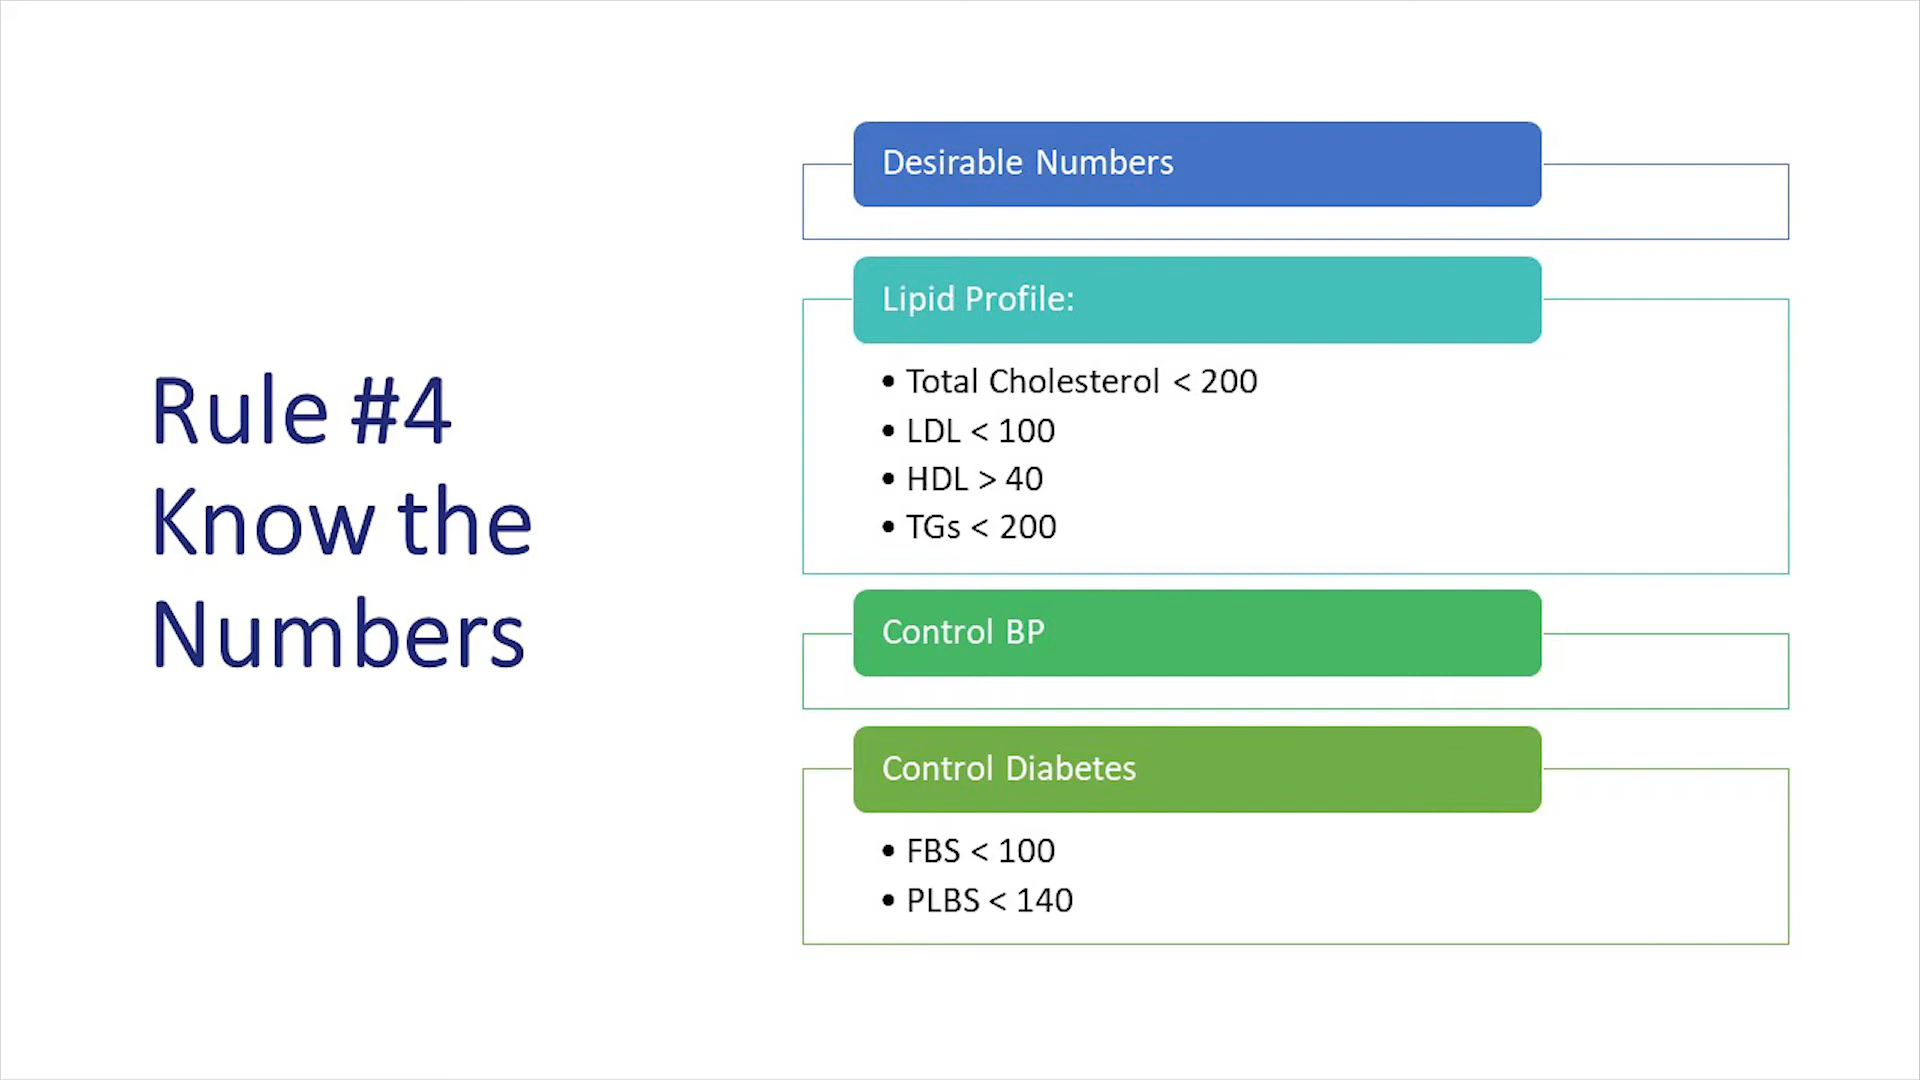 Rule #4
Know the
Numbers
Desirable Numbers
Lipid Profile:
• Total Cholesterol < 200
• LDL < 100
• HDL > 40
• TGs < 200
Control BP
Control Diabetes
• FBS < 100
• PLBS < 140